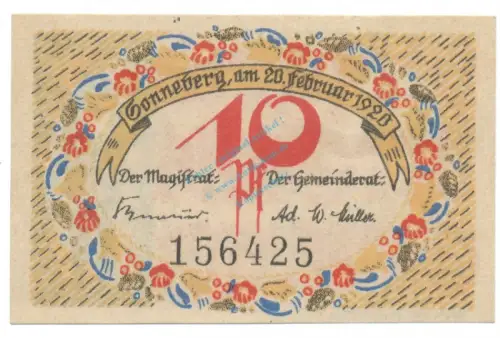 Sonneberg, am 20. Februar 1920
10
Pf
Der Magistrat: Der Gemeinderat:
Ad. W. Müller
156425